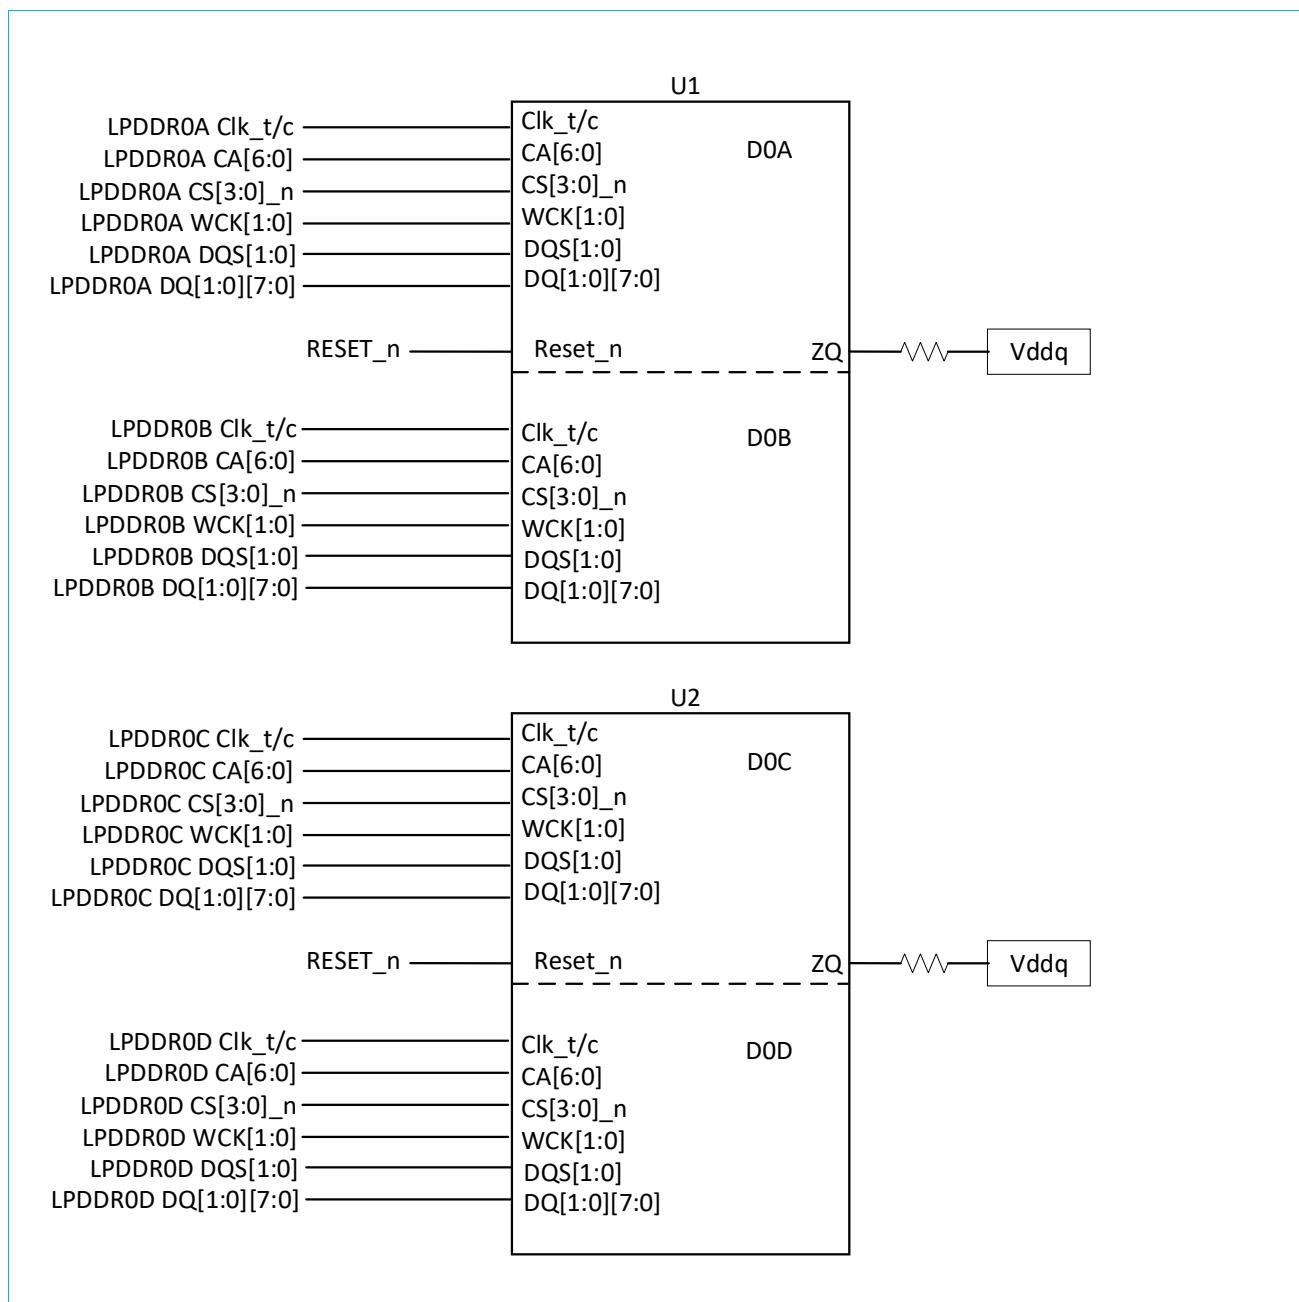 U1
LPDDR0A Clk_t/c Clk_t/c
D0A
LPDDR0A CA[6:0] CA[6:0]
LPDDR0A CS[3:0]_n CS[3:0]_n
LPDDR0A WCK[1:0] WCK[1:0]
LPDDR0A DQS[1:0] DQS[1:0]
LPDDR0A DQ[1:0][7:0] DQ[1:0][7:0]
RESET_n Reset_n ZQ Vddq
LPDDR0B Clk_t/c Clk_t/c D0B
LPDDR0B CA[6:0] CA[6:0]
LPDDR0B CS[3:0]_n CS[3:0]_n
LPDDR0B WCK[1:0] WCK[1:0]
LPDDR0B DQS[1:0] DQS[1:0]
LPDDR0B DQ[1:0][7:0] DQ[1:0][7:0]
U2
LPDDR0C Clk_t/c Clk_t/c
LPDDR0C CA[6:0] CA[6:0] D0C
LPDDR0C CS[3:0]_n CS[3:0]_n
LPDDR0C WCK[1:0] WCK[1:0]
LPDDR0C DQS[1:0] DQS[1:0]
LPDDR0C DQ[1:0][7:0] DQ[1:0][7:0]
RESET_n Reset_n ZQ Vddq
LPDDR0D Clk_t/c Clk_t/c D0D
LPDDR0D CA[6:0] CA[6:0]
LPDDR0D CS[3:0]_n CS[3:0]_n
LPDDR0D WCK[1:0] WCK[1:0]
LPDDR0D DQS[1:0] DQS[1:0]
LPDDR0D DQ[1:0][7:0] DQ[1:0][7:0]